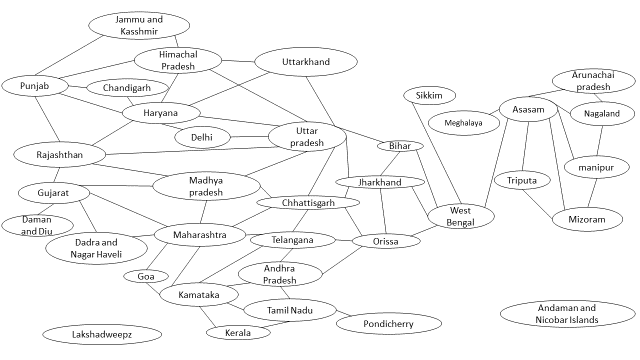 Jammu and
Kasshmir
Himachal
Pradesh
Uttarkhand
Punjab
Chandigarh
Arunachai
pradesh
Sikkim
Haryana
Asasam
Nagaland
Meghalaya
Delhi
Uttar
pradesh
Bihar
Rajashthan
manipur
Madhya
pradesh
Jharkhand
Triputa
Gujarat
Chhattisgarh
West
Bengal
Mizoram
Daman
and Diu
Maharashtra
Telangana
Orissa
Dadra and
Nagar Haveli
Goa
Andhra
Pradesh
Kamataka
Tamil Nadu
Pondicherry
Andaman and
Nicobar Islands
Lakshadweepz
Kerala